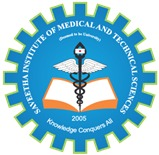 SAVEETHA INSTITUTE OF MEDICAL AND TECHNICAL SCIENCES
(Deemed to be University)
2005
Knowledge Conquers All